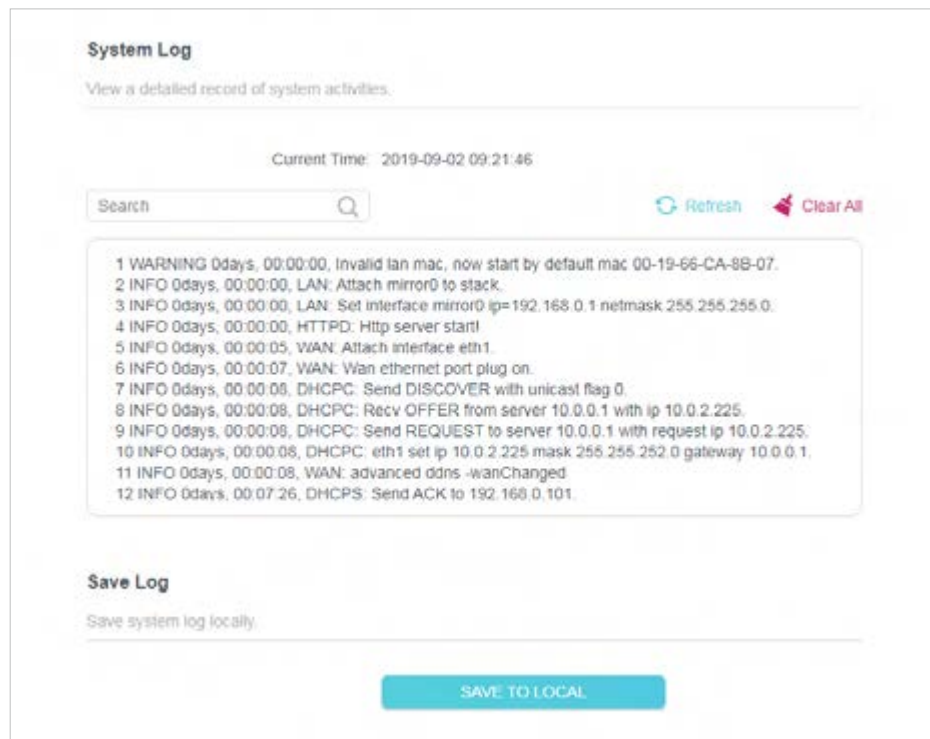 System Log
View a detailed record of system activities.
Current Time: 2019-09-02 09:21:46
Search
Refresh
Clear All
1 WARNING 0days, 00:00:00, Invalid lan mac, now start by default mac 00-19-66-CA-8B-07.
2 INFO 0days, 00:00:00, LAN: Attach mirror0 to stack.
3 INFO 0days, 00:00:00, LAN: Set interface mirror0 ip=192.168.0.1 netmask 255.255.255.0.
4 INFO 0days, 00:00:00, HTTPD: Http server start!
5 INFO 0days, 00:00:05, WAN: Attach interface eth1.
6 INFO 0days, 00:00:07, WAN: Wan ethernet port plug on.
7 INFO 0days, 00:00:08, DHCPC: Send DISCOVER with unicast flag 0.
8 INFO 0days, 00:00:08, DHCPC: Recv OFFER from server 10.0.0.1 with ip 10.0.2.225.
9 INFO 0days, 00:00:08, DHCPC: Send REQUEST to server 10.0.0.1 with request ip 10.0.2.225.
10 INFO 0days, 00:00:08, DHCPC: eth1 set ip 10.0.2.225 mask 255.255.252.0 gateway 10.0.0.1.
11 INFO 0days, 00:00:08, WAN: advanced ddns -wanChanged
12 INFO 0days, 00:07:26, DHCPS: Send ACK to 192.168.0.101.
Save Log
Save system log locally.
SAVE TO LOCAL